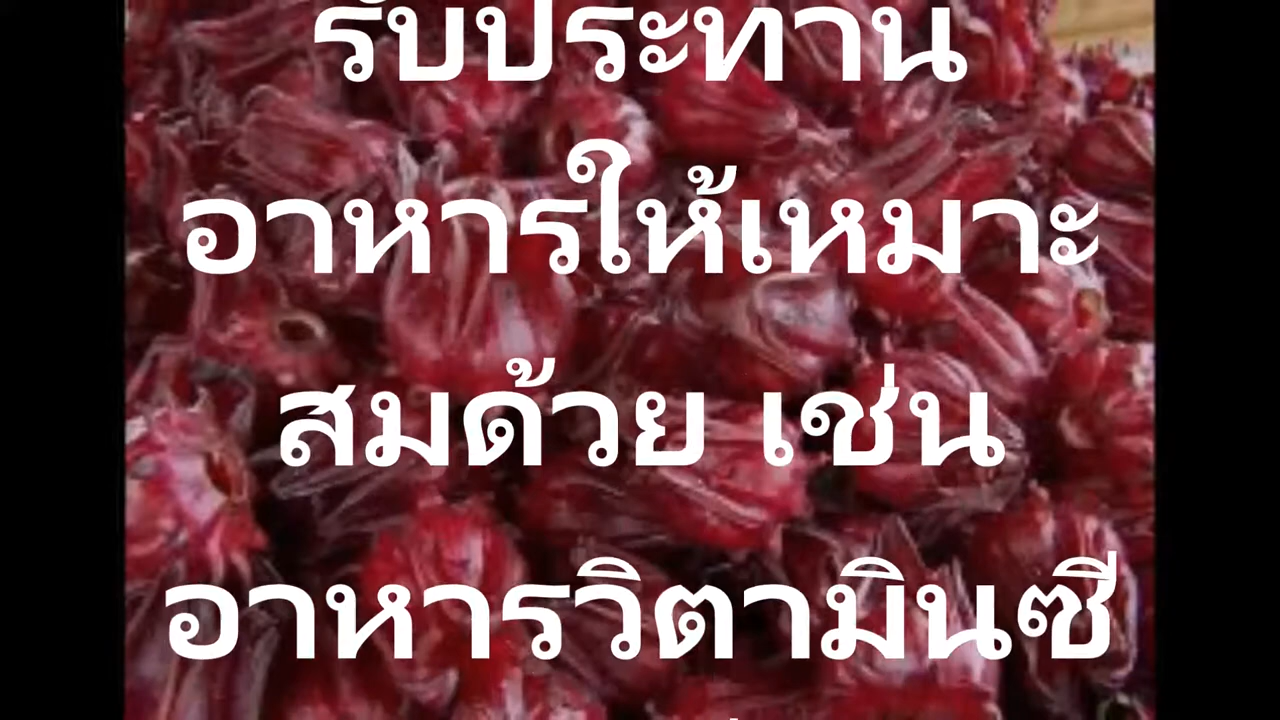 รับประทาน
อาหารให้เหมาะ
สมด้วย เช่น
อาหารวิตามินซี